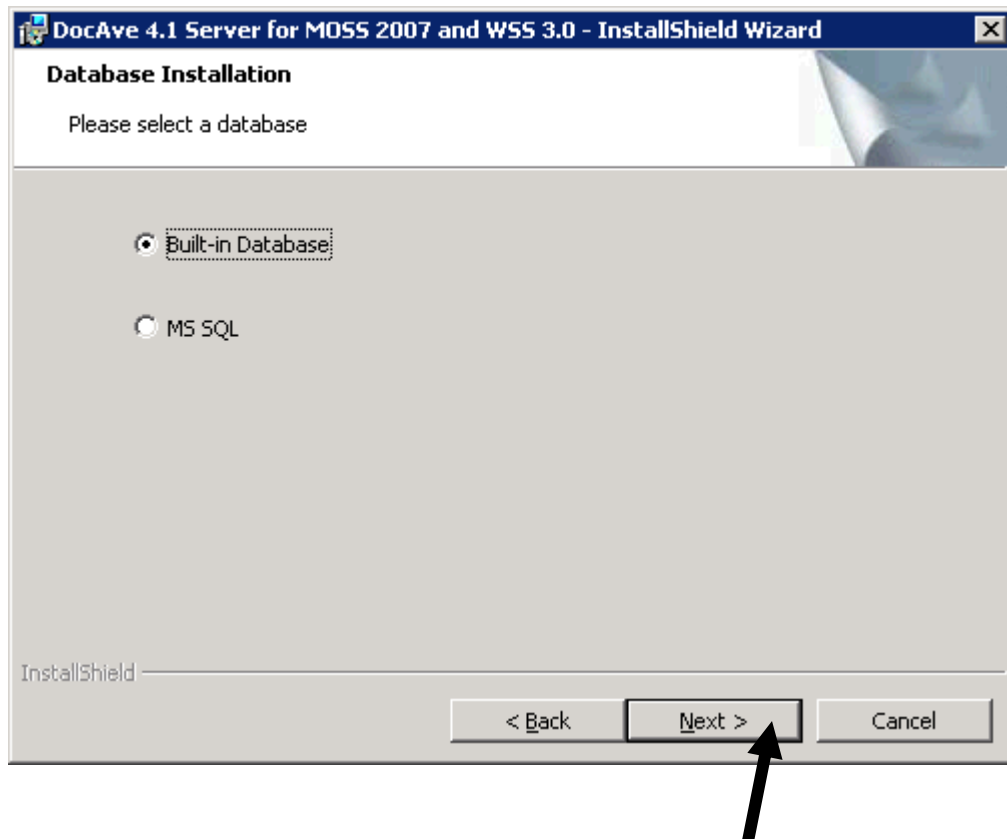 DocAve 4.1 Server for MOSS 2007 and WSS 3.0 - InstallShield Wizard
Database Installation
Please select a database
Built-in Database
MS SQL
InstallShield
< Back Next > Cancel